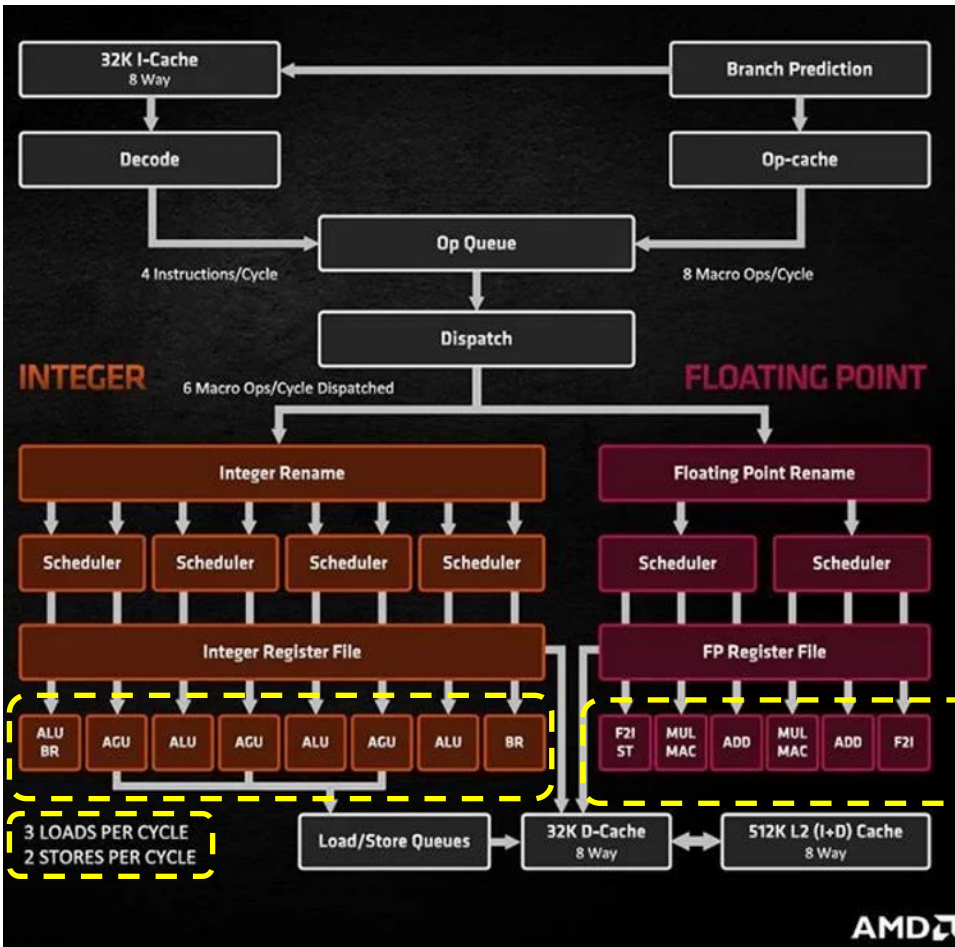 32K I-Cache
8 Way
Branch Prediction
Decode
Op-cache
Op Queue
4 Instructions/Cycle
8 Macro Ops/Cycle
Dispatch
INTEGER
6 Macro Ops/Cycle Dispatched
FLOATING POINT
Integer Rename
Floating Point Rename
Scheduler
Scheduler
Scheduler
Scheduler
Scheduler
Scheduler
Integer Register File
FP Register File
ALU
BR
AGU
ALU
AGU
ALU
AGU
ALU
BR
F2I
ST
MUL
MAC
ADD
MUL
MAC
ADD
F2I
3 LOADS PER CYCLE
2 STORES PER CYCLE
Load/Store Queues
32K D-Cache
8 Way
512K L2 (I+D) Cache
8 Way
AMD